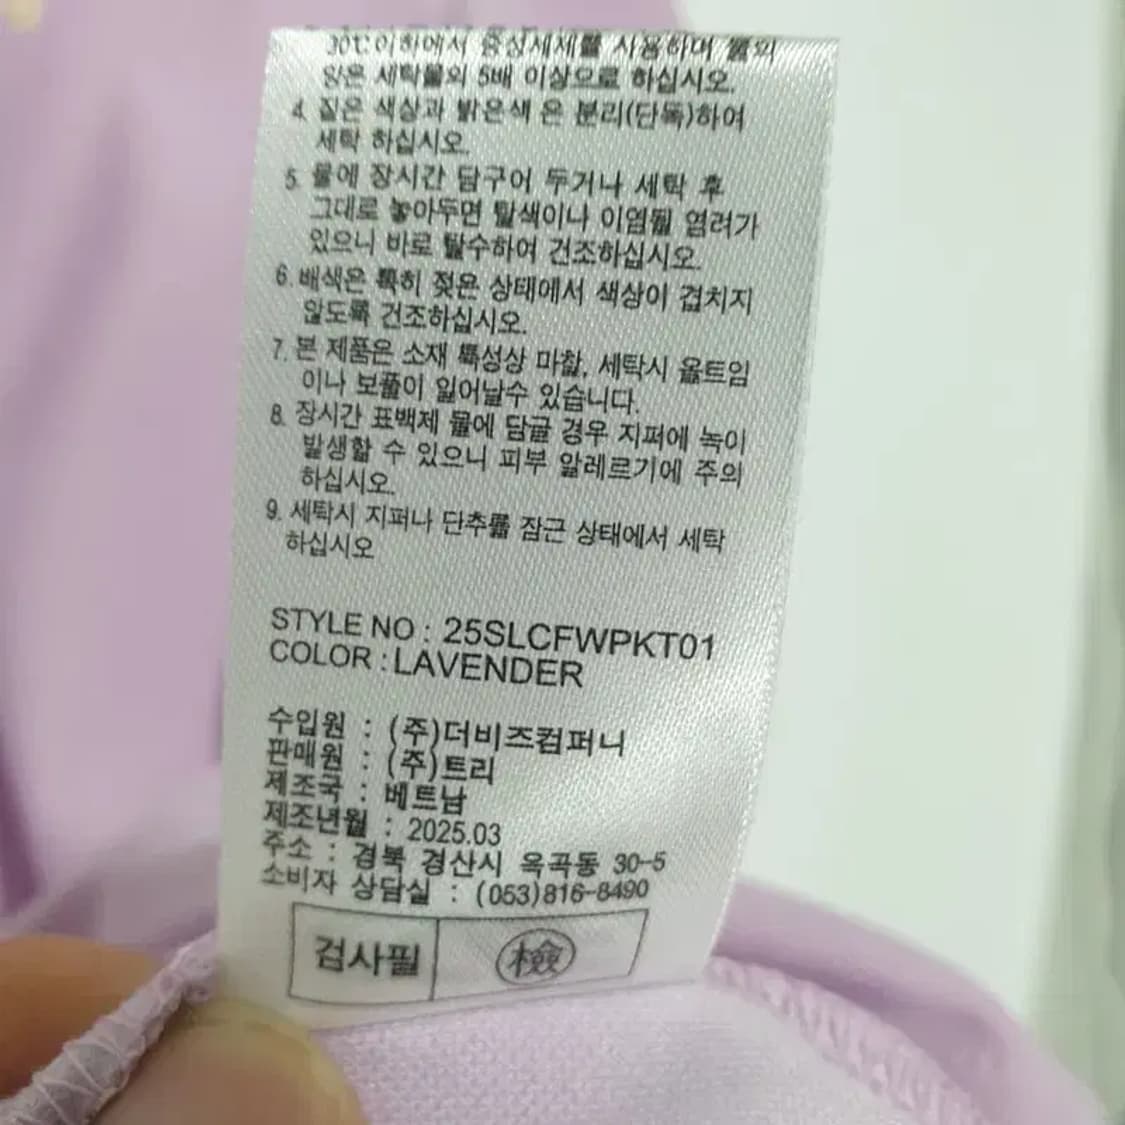 30℃이하에서 중성세제를 사용하며 물의
양은 세탁물의 5배 이상으로 하십시오.
4. 짙은 색상과 밝은색 은 분리(단독)하여
세탁 하십시오.
5. 물에 장시간 담구어 두거나 세탁 후
그대로 놓아두면 탈색이나 이염될 염려가
있으니 바로 탈수하여 건조하십시오.
6. 배색은 특히 젖은 상태에서 색상이 겹치지
않도록 건조하십시오.
7. 본 제품은 소재 특성상 마찰, 세탁시 올트임
이나 보풀이 일어날수 있습니다.
8. 장시간 표백제 물에 담글 경우 지퍼에 녹이
발생할 수 있으니 피부 알레르기에 주의
하십시오.
9. 세탁시 지퍼나 단추를 잠근 상태에서 세탁
하십시오
STYLE NO : 25SLCFWPKT01
COLOR : LAVENDER
수입원 : (주)더비즈컴퍼니
판매원 : (주)트리
제조국 : 베트남
제조년월 : 2025.03
주소 : 경북 경산시 옥곡동 30-5
소비자 상담실 : (053)816-8490
검사필 檢